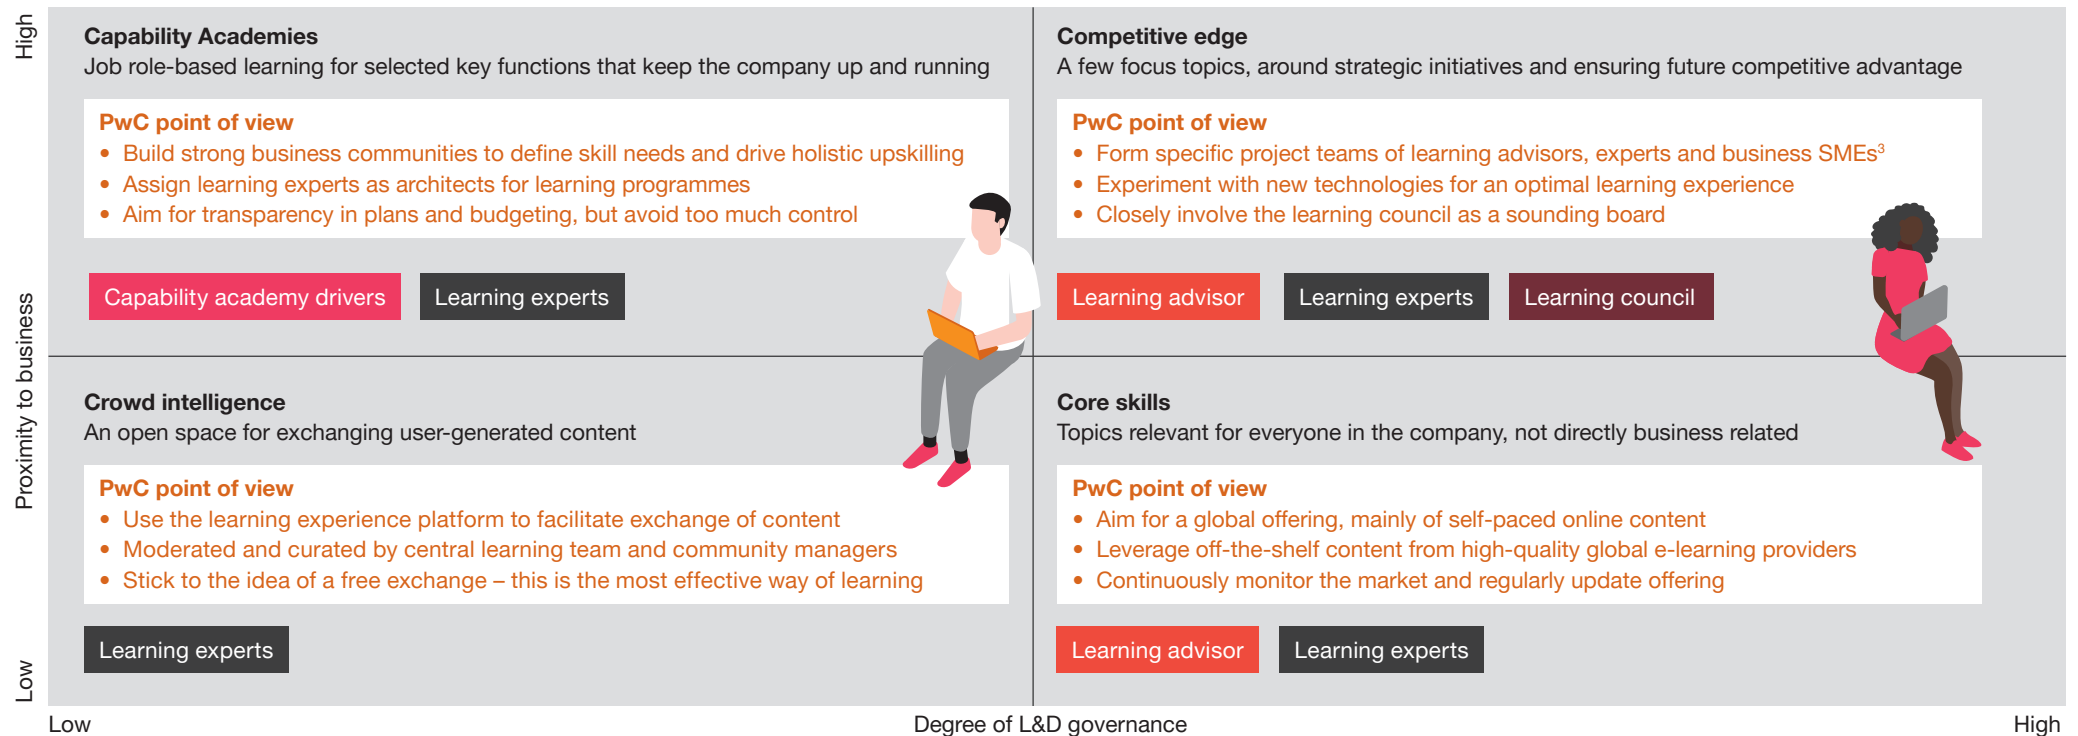 High
Proximity to business
Low
Capability Academies
Job role-based learning for selected key functions that keep the company up and running
PwC point of view
• Build strong business communities to define skill needs and drive holistic upskilling
• Assign learning experts as architects for learning programmes
• Aim for transparency in plans and budgeting, but avoid too much control
Capability academy drivers
Learning experts
Competitive edge
A few focus topics, around strategic initiatives and ensuring future competitive advantage
PwC point of view
• Form specific project teams of learning advisors, experts and business SMEs³
• Experiment with new technologies for an optimal learning experience
• Closely involve the learning council as a sounding board
Learning advisor
Learning experts
Learning council
Crowd intelligence
An open space for exchanging user-generated content
PwC point of view
• Use the learning experience platform to facilitate exchange of content
• Moderated and curated by central learning team and community managers
• Stick to the idea of a free exchange – this is the most effective way of learning
Learning experts
Core skills
Topics relevant for everyone in the company, not directly business related
PwC point of view
• Aim for a global offering, mainly of self-paced online content
• Leverage off-the-shelf content from high-quality global e-learning providers
• Continuously monitor the market and regularly update offering
Learning advisor
Learning experts
Low
Degree of L&D governance
High